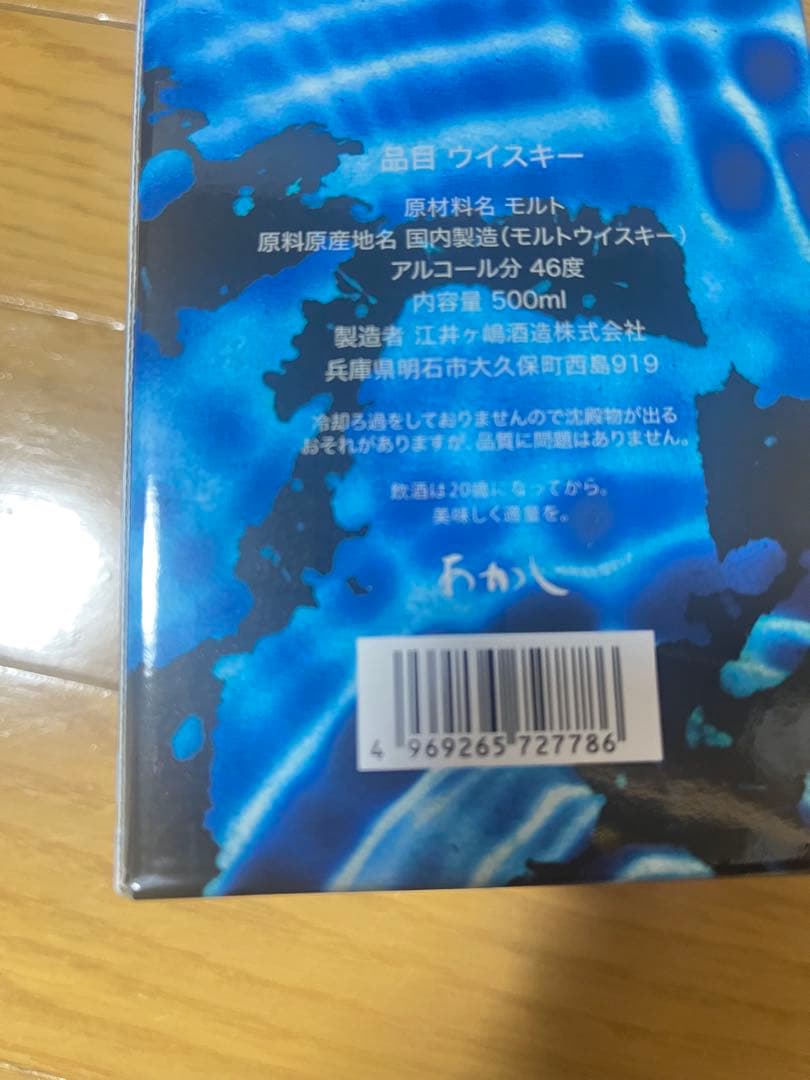 品目 ウイスキー
原材料名 モルト
原料原産地名 国内製造(モルトウイスキー)
アルコール分 46度
内容量 500ml
製造者 江井ヶ嶋酒造株式会社
兵庫県明石市大久保町西島919
冷却ろ過をしておりませんので沈殿物が出る
おそれがありますが、品質に問題はありません。
飲酒は20歳になってから。
美味しく適量を。
あかし
4 969265 727786